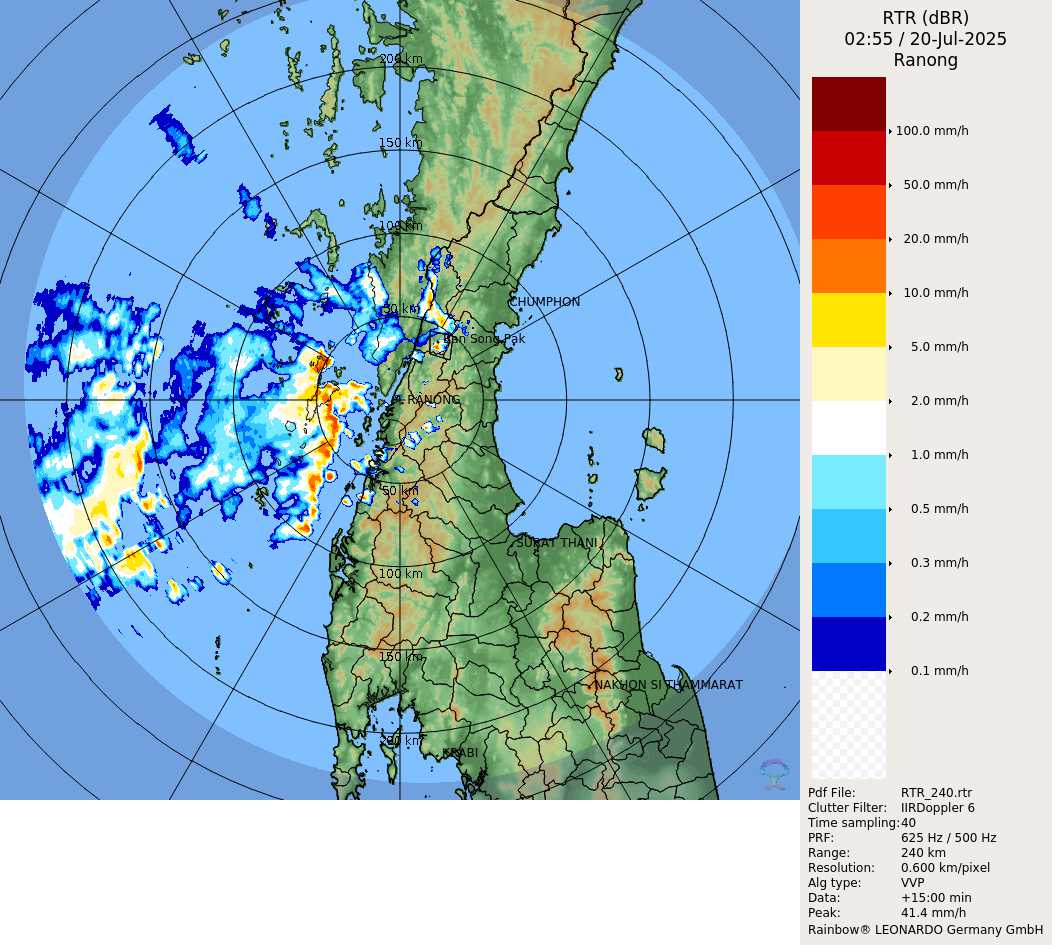 RTR (dBR)
02:55 / 20-Jul-2025
Ranong
100.0 mm/h
50.0 mm/h
20.0 mm/h
10.0 mm/h
5.0 mm/h
2.0 mm/h
1.0 mm/h
0.5 mm/h
0.3 mm/h
0.2 mm/h
0.1 mm/h
200 km
150 km
100 km
50 km
CHUMPHON
Ban Song Pak
RANONG
50 km
SURAT THANI
100 km
150 km
NAKHON SI THAMMARAT
200 km
KRABI
Pdf File: RTR_240.rtr
Clutter Filter: IIRDoppler 6
Time sampling: 40
PRF: 625 Hz / 500 Hz
Range: 240 km
Resolution: 0.600 km/pixel
Alg type: VVP
Data: +15:00 min
Peak: 41.4 mm/h
Rainbow® LEONARDO Germany GmbH